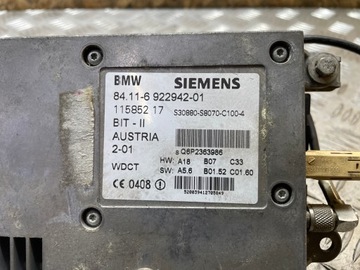 BMW SIEMENS
84.11-6 922942-01
115852 17 S30880-S8070-C100-4
BIT - II
AUSTRIA
2-01 S Q6P2363986
WDCT HW: A18 B07 C33
SW: A5.6 B01.52 C01.60
CE 0408